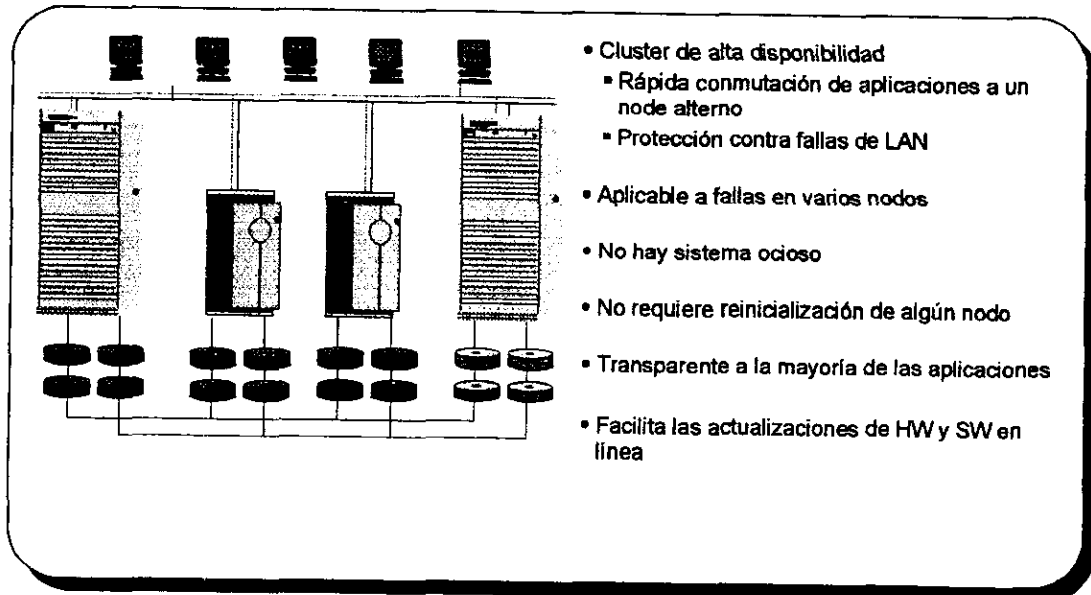 • Cluster de alta disponibilidad
▪ Rápida conmutación de aplicaciones a un
node alterno
▪ Protección contra fallas de LAN
• Aplicable a fallas en varios nodos
• No hay sistema ocioso
• No requiere reinicialización de algún nodo
• Transparente a la mayoría de las aplicaciones
• Facilita las actualizaciones de HW y SW en
línea